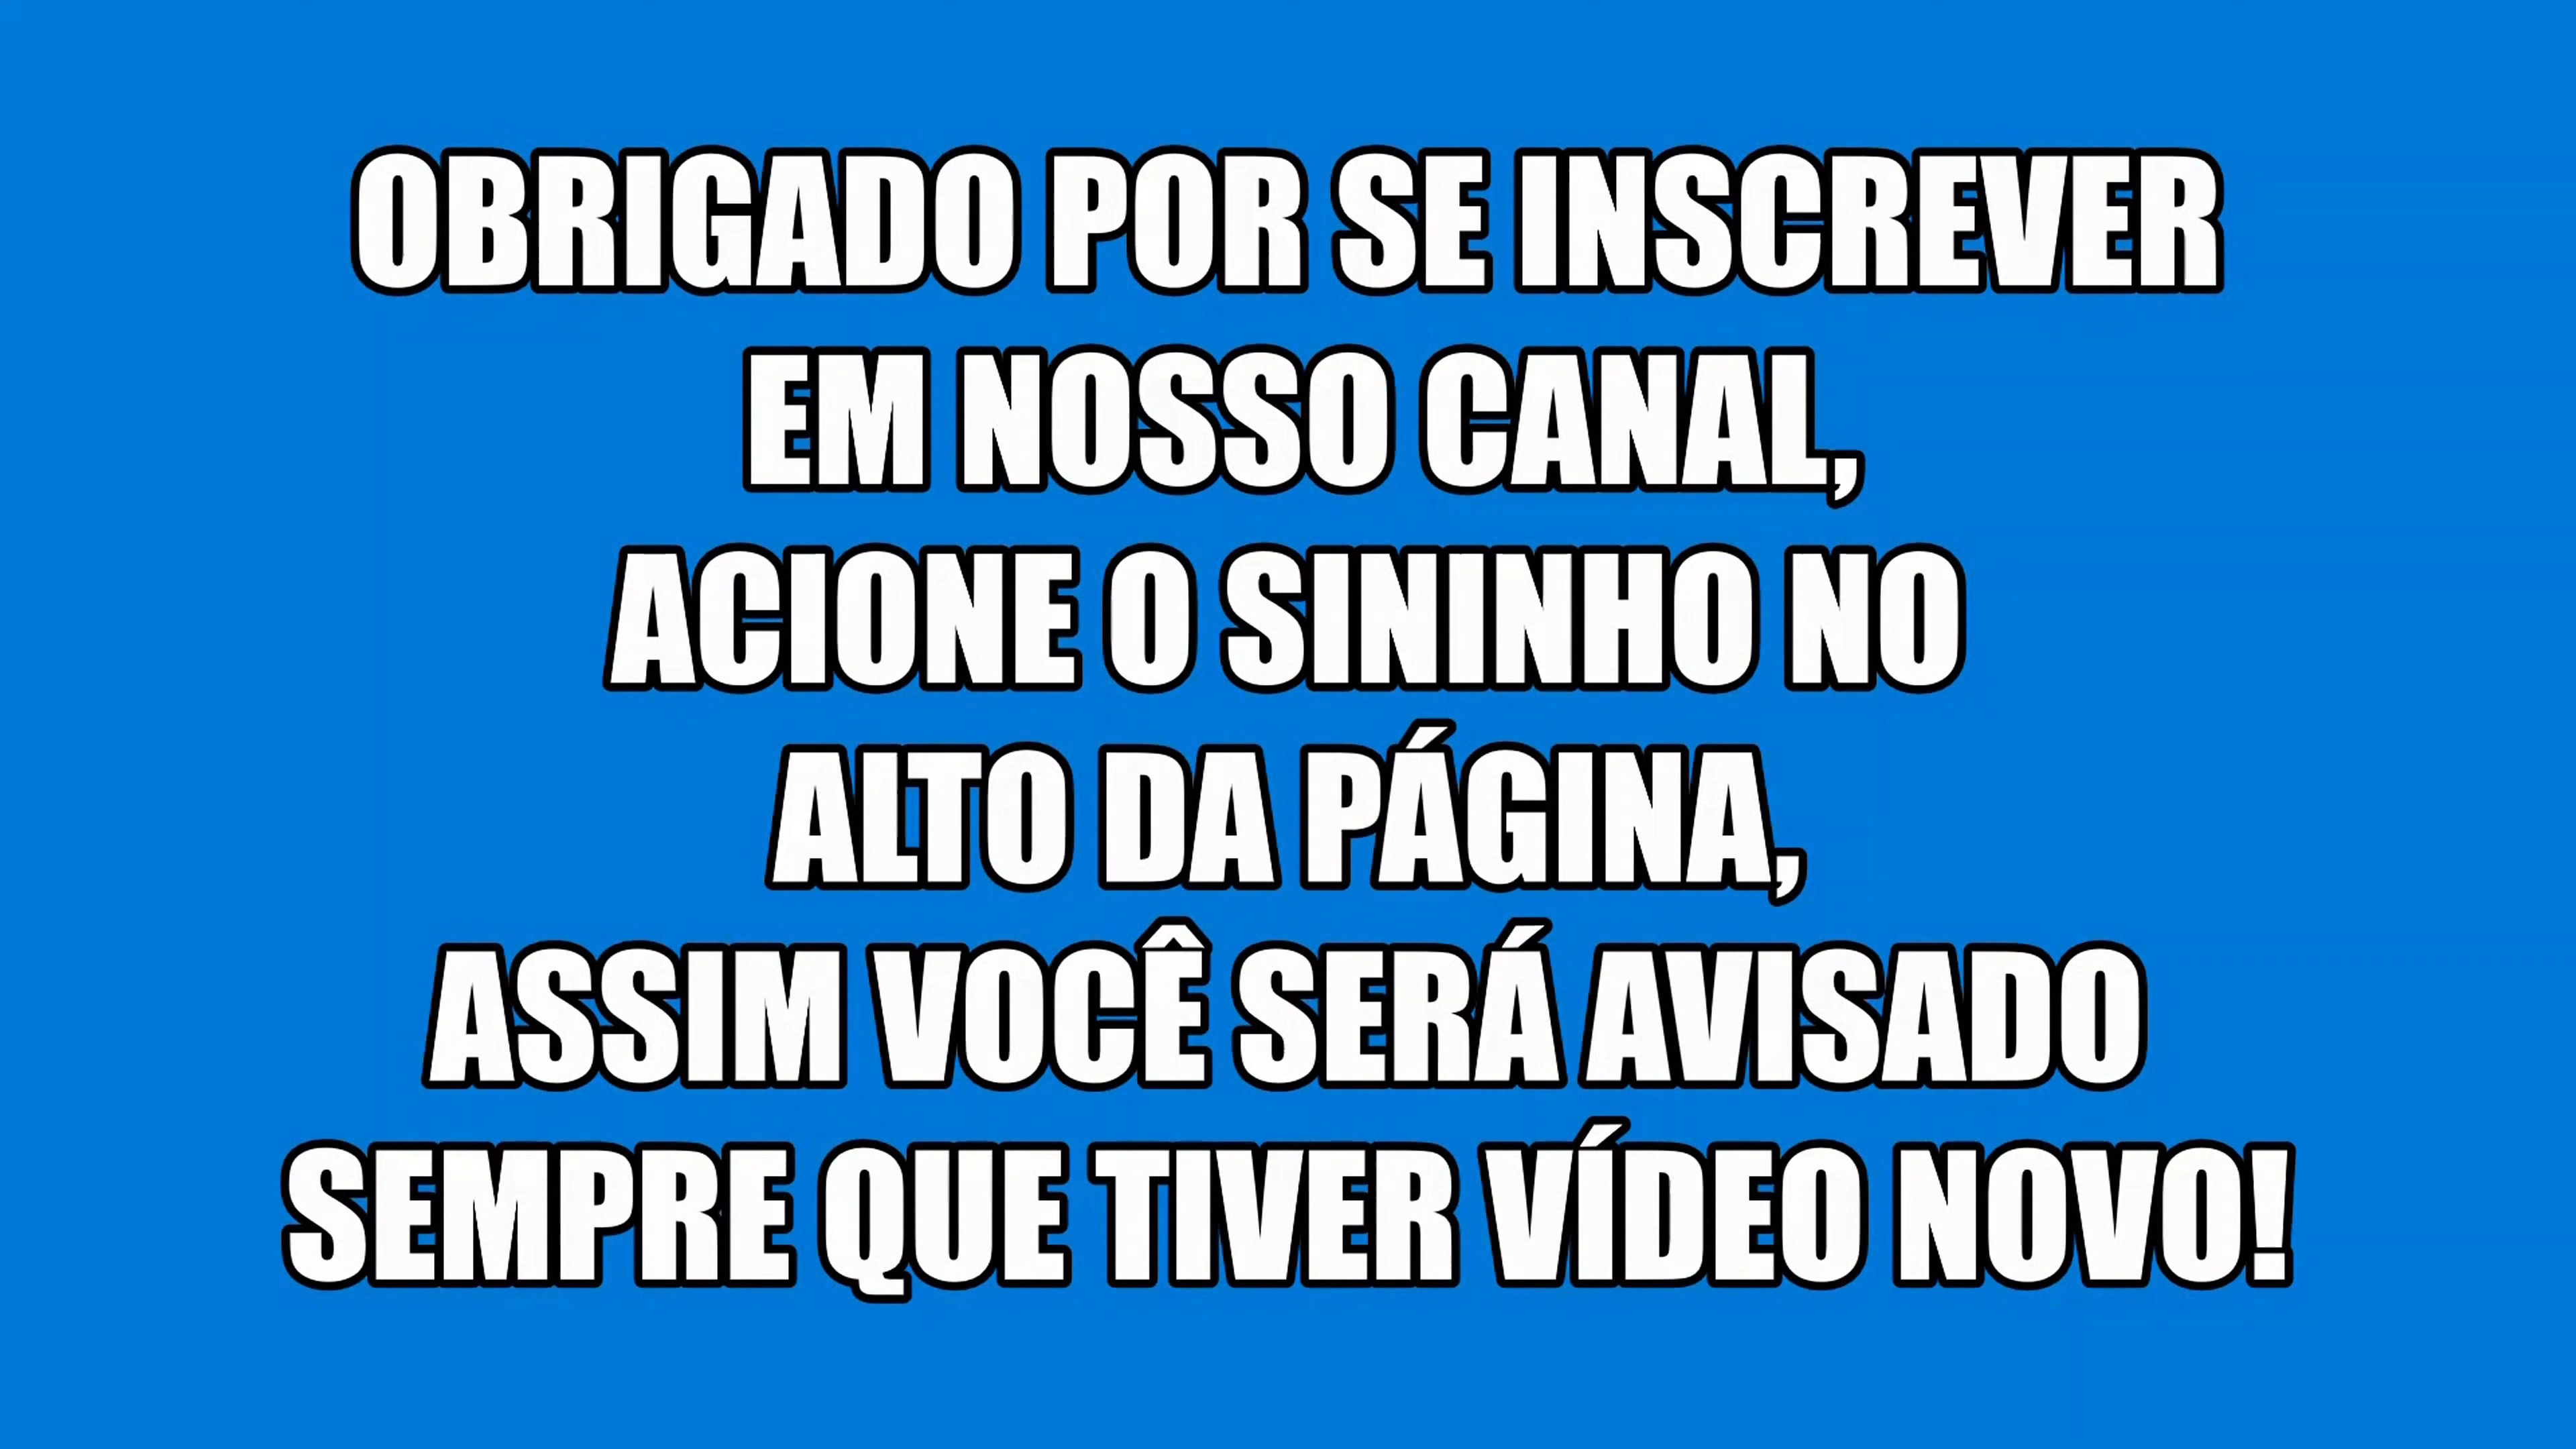 OBRIGADO POR SE INSCREVER
EM NOSSO CANAL,
ACIONE O SININHO NO
ALTO DA PÁGINA,
ASSIM VOCÊ SERÁ AVISADO
SEMPRE QUE TIVER VÍDEO NOVO!